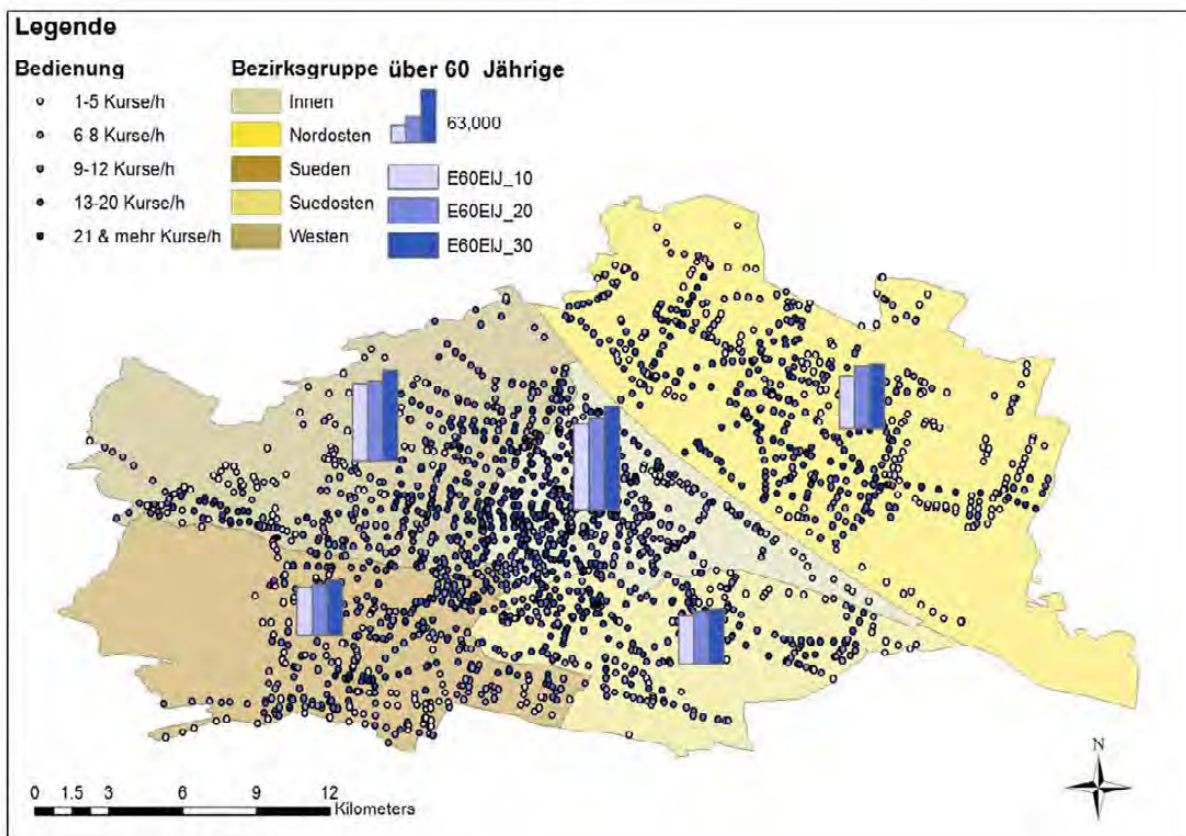 Legende
Bedienung
1-5 Kurse/h
6 8 Kurse/h
9-12 Kurse/h
13-20 Kurse/h
21 & mehr Kurse/h
Bezirksgruppe
Innen
Nordosten
Sueden
Suedosten
Westen
über 60 Jährige
63,000
E60EIJ_10
E60EIJ_20
E60EIJ_30
N
0 1.5 3 6 9 12
Kilometers